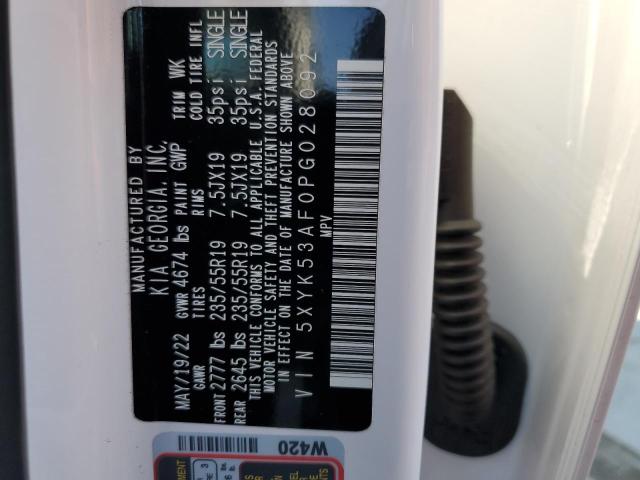 MANUFACTURED BY
KIA GEORGIA, INC.
MAY/19/22 GVWR 4674 lbs PAINT GWP TRIM WK
GAWR TIRES RIMS COLD TIRE INFL
FRONT 2777 lbs 235/55R19 7.5JX19 35psi SINGLE
REAR 2645 lbs 235/55R19 7.5JX19 35psi SINGLE
THIS VEHICLE CONFORMS TO ALL APPLICABLE U.S.A. FEDERAL
MOTOR VEHICLE SAFETY AND THEFT PREVENTION STANDARDS
IN EFFECT ON THE DATE OF MANUFACTURE SHOWN ABOVE
VIN 5XYK53AF0PG028092
MPV
W420